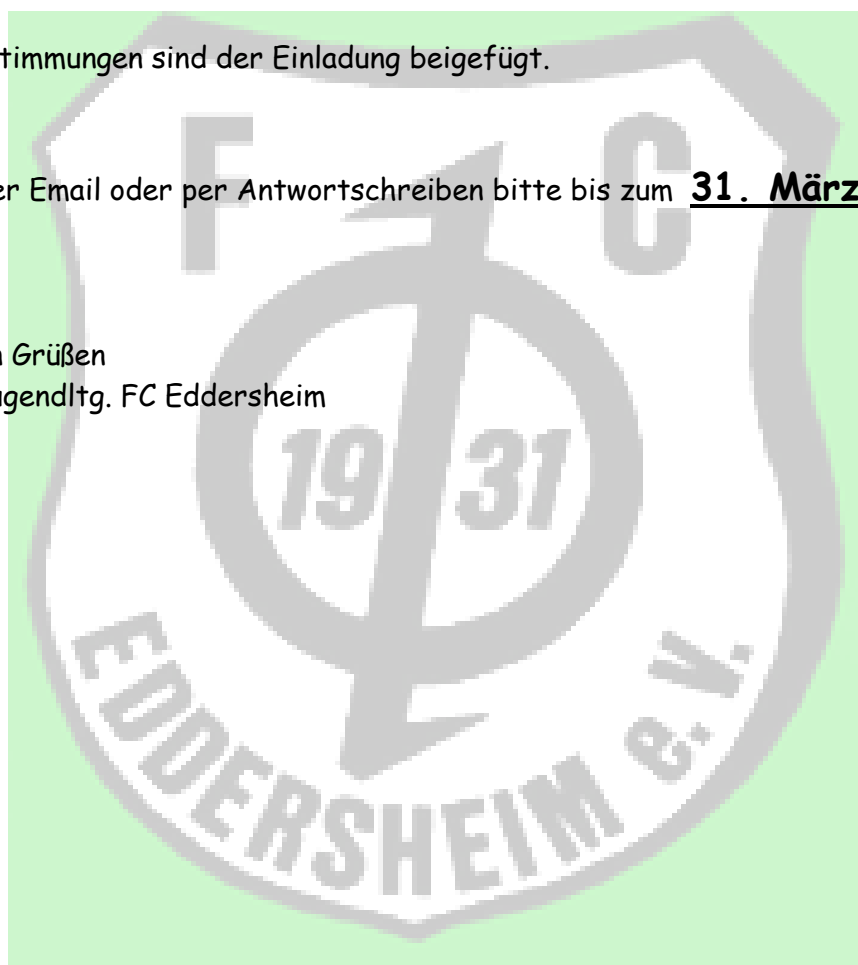 timmungen sind der Einladung beigefügt.
F C
er Email oder per Antwortschreiben bitte bis zum 31. März
n Grüßen
ugendltg. FC Eddersheim
19 31
EDDERSHEIM e.V.